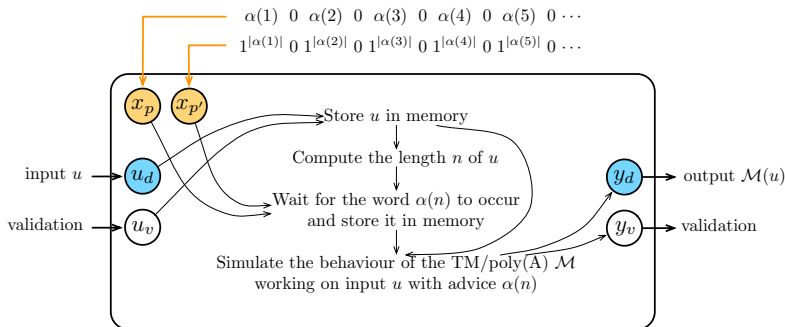 α(1) 0 α(2) 0 α(3) 0 α(4) 0 α(5) 0 ⋯
1^{|α(1)|} 0 1^{|α(2)|} 0 1^{|α(3)|} 0 1^{|α(4)|} 0 1^{|α(5)|} 0 ⋯
x_p x_{p'}
Store u in memory
input u u_d
Compute the length n of u
y_d output ℳ(u)
Wait for the word α(n) to occur
and store it in memory
validation u_v
y_v validation
Simulate the behaviour of the TM/poly(A) ℳ
working on input u with advice α(n)